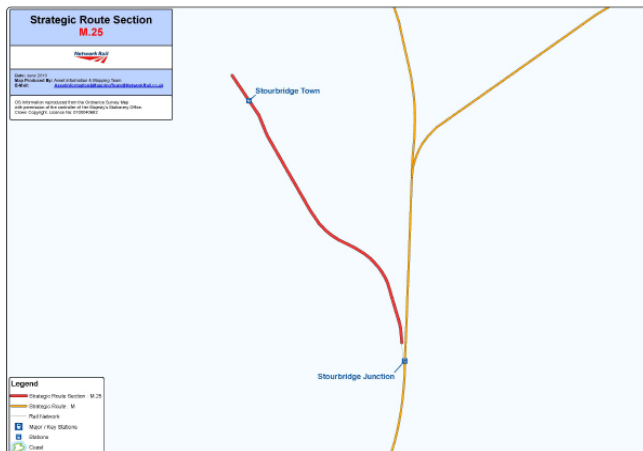 Strategic Route Section
M.25
Network Rail
Date: June 2010
Map Produced By: Asset Information & Mapping Team
E-Mail:
OS Information reproduced from the Ordnance Survey Map
with permission of the controller of Her Majesty's Stationery Office.
Crown Copyright. Licence No.
Stourbridge Town
Stourbridge Junction
Legend
Strategic Route Section : M.25
Strategic Route : M
Rail Network
Major / Key Stations
Stations
Coast